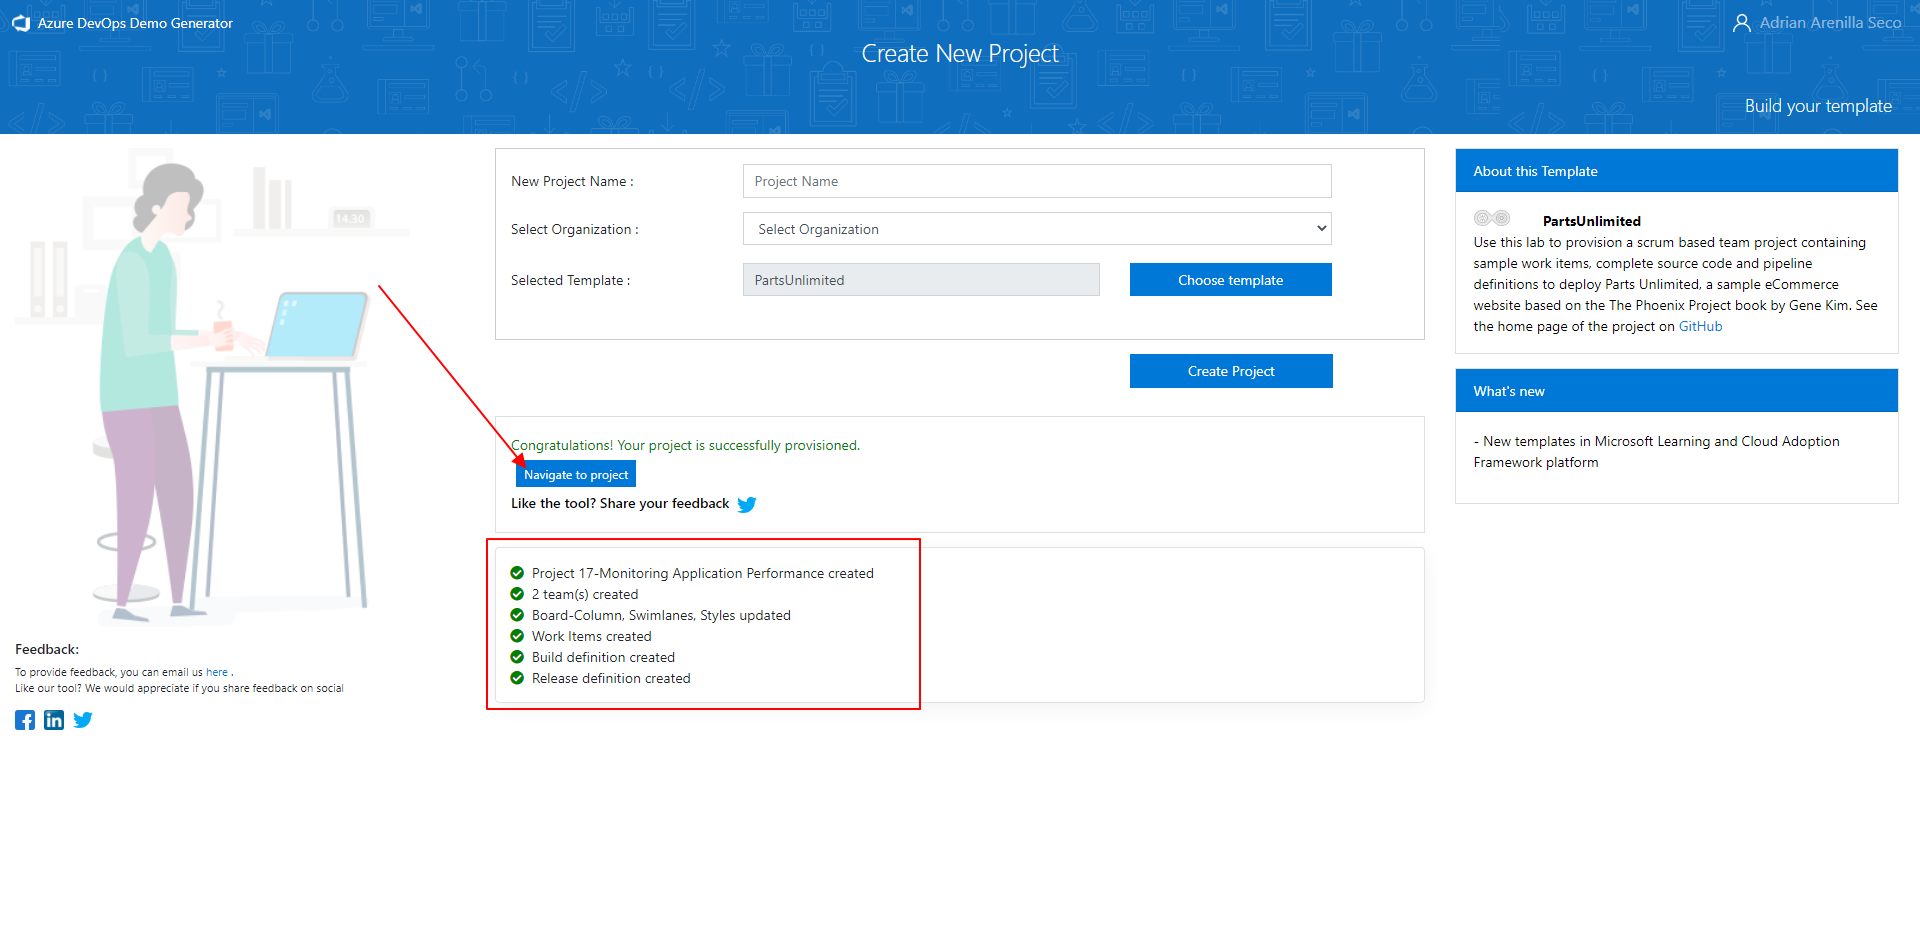 Azure DevOps Demo Generator
Adrian Arenilla Seco
Create New Project
Build your template
14.30
New Project Name :
Project Name
Select Organization :
Select Organization
Selected Template :
PartsUnlimited
Choose template
Create Project
Congratulations! Your project is successfully provisioned.
Navigate to project
Like the tool? Share your feedback
Project 17-Monitoring Application Performance created
2 team(s) created
Board-Column, Swimlanes, Styles updated
Work Items created
Build definition created
Release definition created
About this Template
PartsUnlimited
Use this lab to provision a scrum based team project containing
sample work items, complete source code and pipeline
definitions to deploy Parts Unlimited, a sample eCommerce
website based on the The Phoenix Project book by Gene Kim. See
the home page of the project on GitHub
What's new
- New templates in Microsoft Learning and Cloud Adoption
Framework platform
Feedback:
To provide feedback, you can email us here .
Like our tool? We would appreciate if you share feedback on social